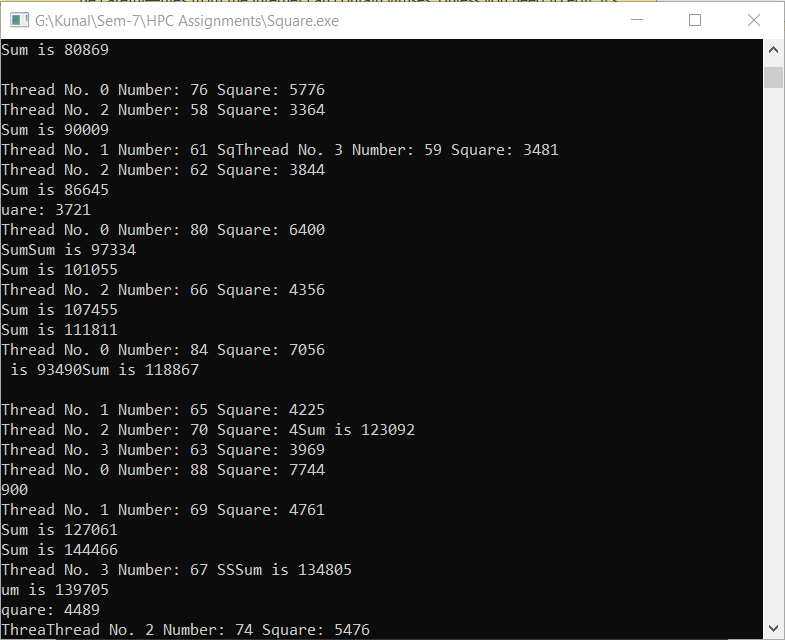 G:\Kunal\Sem-7\HPC Assignments\Square.exe
Sum is 80869
Thread No. 0 Number: 76 Square: 5776
Thread No. 2 Number: 58 Square: 3364
Sum is 90009
Thread No. 1 Number: 61 SqThread No. 3 Number: 59 Square: 3481
Thread No. 2 Number: 62 Square: 3844
Sum is 86645
uare: 3721
Thread No. 0 Number: 80 Square: 6400
SumSum is 97334
Sum is 101055
Thread No. 2 Number: 66 Square: 4356
Sum is 107455
Sum is 111811
Thread No. 0 Number: 84 Square: 7056
 is 93490Sum is 118867
Thread No. 1 Number: 65 Square: 4225
Thread No. 2 Number: 70 Square: 4Sum is 123092
Thread No. 3 Number: 63 Square: 3969
Thread No. 0 Number: 88 Square: 7744
900
Thread No. 1 Number: 69 Square: 4761
Sum is 127061
Sum is 144466
Thread No. 3 Number: 67 SSSum is 134805
um is 139705
quare: 4489
ThreaThread No. 2 Number: 74 Square: 5476